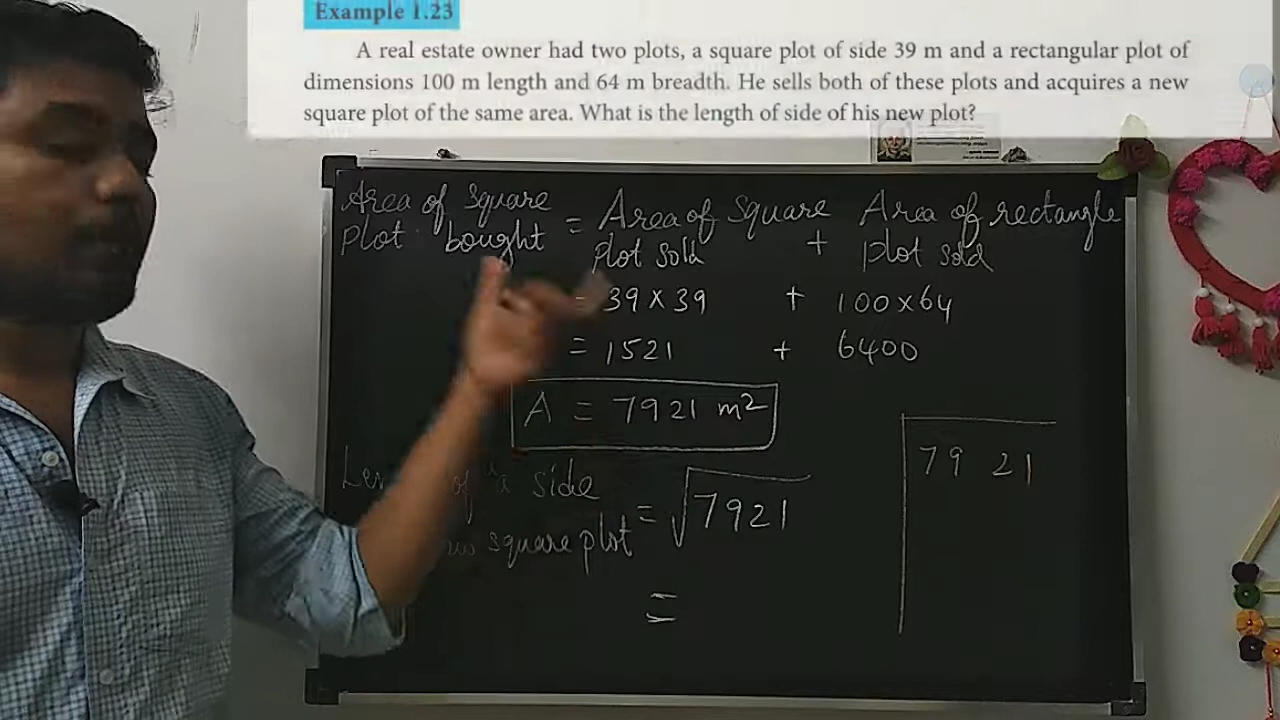 Example 1.23
A real estate owner had two plots, a square plot of side 39 m and a rectangular plot of
dimensions 100 m length and 64 m breadth. He sells both of these plots and acquires a new
square plot of the same area. What is the length of side of his new plot?
Area of Square = Area of Square + Area of rectangle
plot bought plot sold plot sold
= 39 x 39 + 100 x 64
= 1521 + 6400
A = 7921 m²
of a side
= √7921
square plot
=
79 21